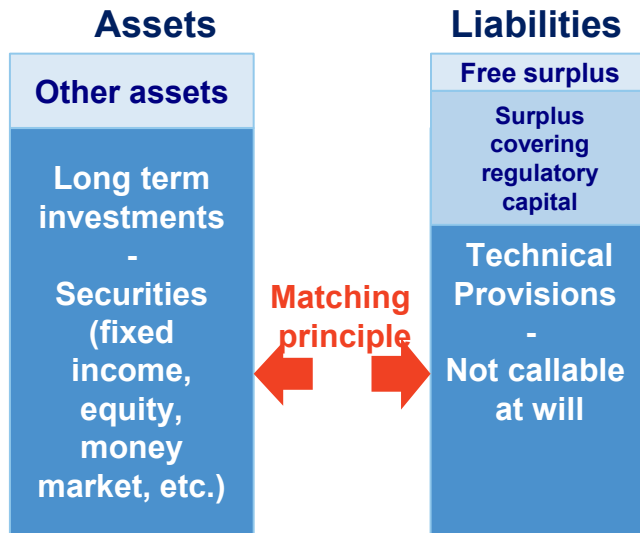 Assets
Other assets
Long term
investments
-
Securities
(fixed
income,
equity,
money
market, etc.)
Matching
principle
Liabilities
Free surplus
Surplus
covering
regulatory
capital
Technical
Provisions
-
Not callable
at will